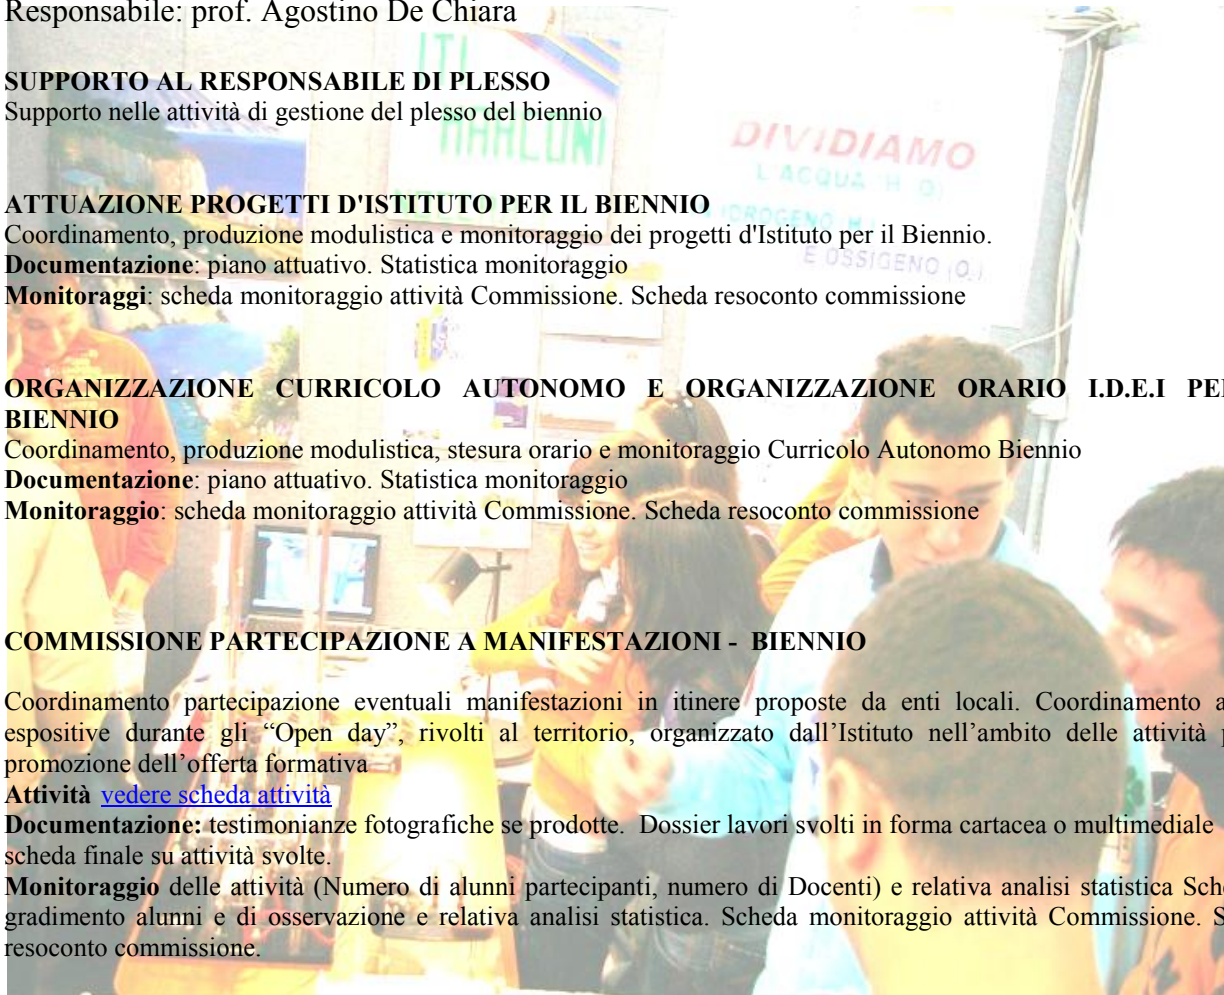 Responsabile: prof. Agostino De Chiara
SUPPORTO AL RESPONSABILE DI PLESSO
Supporto nelle attività di gestione del plesso del biennio
ITI
MARCONI
DIVIDIAMO
L'ACQUA (H O)
IDROGENO (H
E OSSIGENO (O
ATTUAZIONE PROGETTI D'ISTITUTO PER IL BIENNIO
Coordinamento, produzione modulistica e monitoraggio dei progetti d'Istituto per il Biennio.
Documentazione: piano attuativo. Statistica monitoraggio
Monitoraggi: scheda monitoraggio attività Commissione. Scheda resoconto commissione
ORGANIZZAZIONE CURRICOLO AUTONOMO E ORGANIZZAZIONE ORARIO I.D.E.I PER
BIENNIO
Coordinamento, produzione modulistica, stesura orario e monitoraggio Curricolo Autonomo Biennio
Documentazione: piano attuativo. Statistica monitoraggio
Monitoraggio: scheda monitoraggio attività Commissione. Scheda resoconto commissione
COMMISSIONE PARTECIPAZIONE A MANIFESTAZIONI - BIENNIO
Coordinamento partecipazione eventuali manifestazioni in itinere proposte da enti locali. Coordinamento
espositive durante gli “Open day”, rivolti al territorio, organizzato dall’Istituto nell’ambito delle attività
promozione dell’offerta formativa
Attività vedere scheda attività
Documentazione: testimonianze fotografiche se prodotte. Dossier lavori svolti in forma cartacea o multimediale
scheda finale su attività svolte.
Monitoraggio delle attività (Numero di alunni partecipanti, numero di Docenti) e relativa analisi statistica
gradimento alunni e di osservazione e relativa analisi statistica. Scheda monitoraggio attività Commissione.
resoconto commissione.